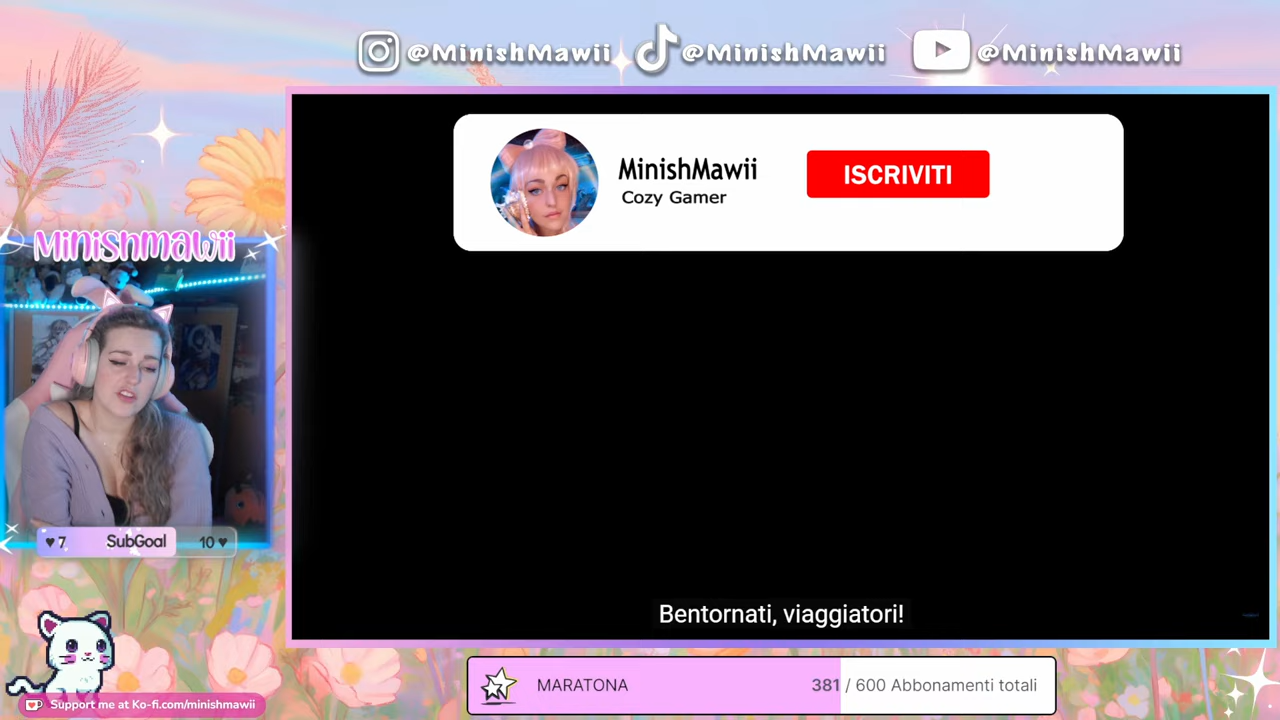 @MinishMawii @MinishMawii @MinishMawii
MinishMawii
Cozy Gamer
ISCRIVITI
Minishmawii
♥ 7 SubGoal 10 ♥
Bentornati, viaggiatori!
MARATONA 381 / 600 Abbonamenti totali
Support me at Ko-fi.com/minishmawii